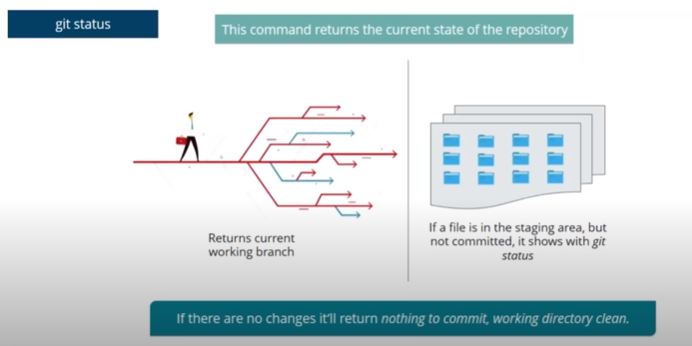 git status
This command returns the current state of the repository
Returns current
working branch
If a file is in the staging area, but
not committed, it shows with git
status
If there are no changes it'll return nothing to commit, working directory clean.